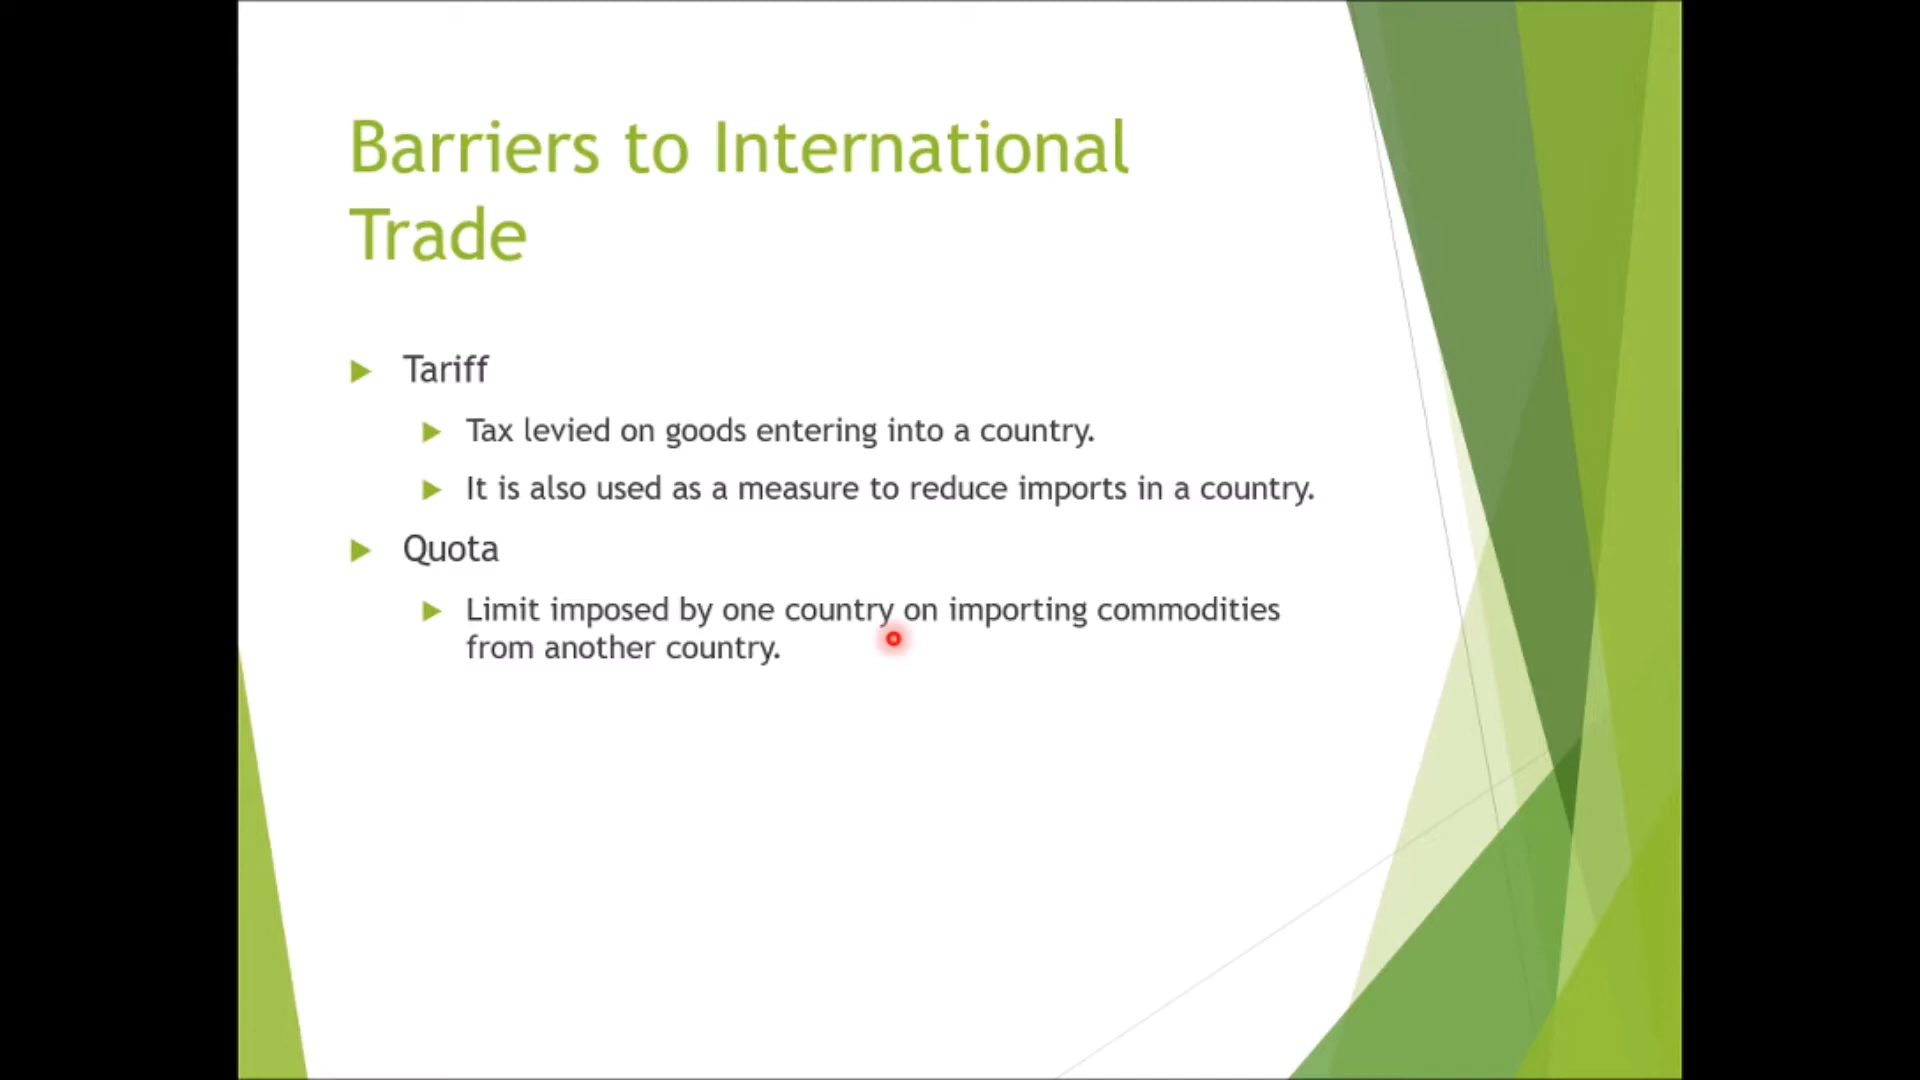 Barriers to International
Trade
Tariff
Tax levied on goods entering into a country.
It is also used as a measure to reduce imports in a country.
Quota
Limit imposed by one country on importing commodities
from another country.